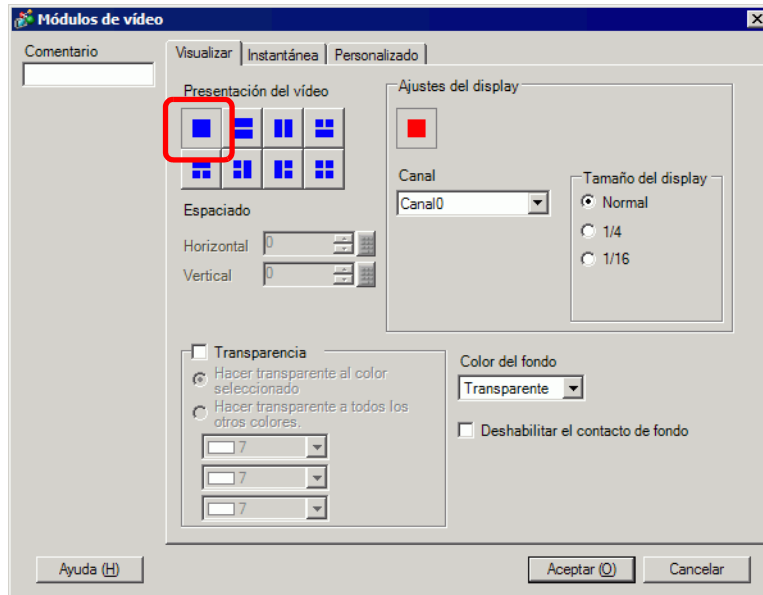 Módulos de vídeo
Comentario
Visualizar Instantánea Personalizado
Presentación del vídeo
Ajustes del display
Canal
Canal0
Tamaño del display
Normal
1/4
1/16
Espaciado
Horizontal 0
Vertical 0
Transparencia
Hacer transparente al color
seleccionado
Hacer transparente a todos los
otros colores.
7
7
7
Color del fondo
Transparente
Deshabilitar el contacto de fondo
Ayuda (H)
Aceptar (O)
Cancelar